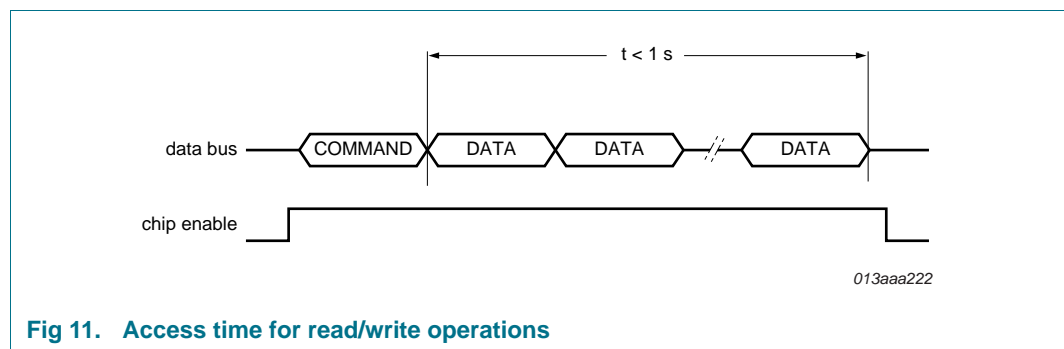 t < 1 s
data bus COMMAND DATA DATA DATA
chip enable
013aaa222
Fig 11. Access time for read/write operations